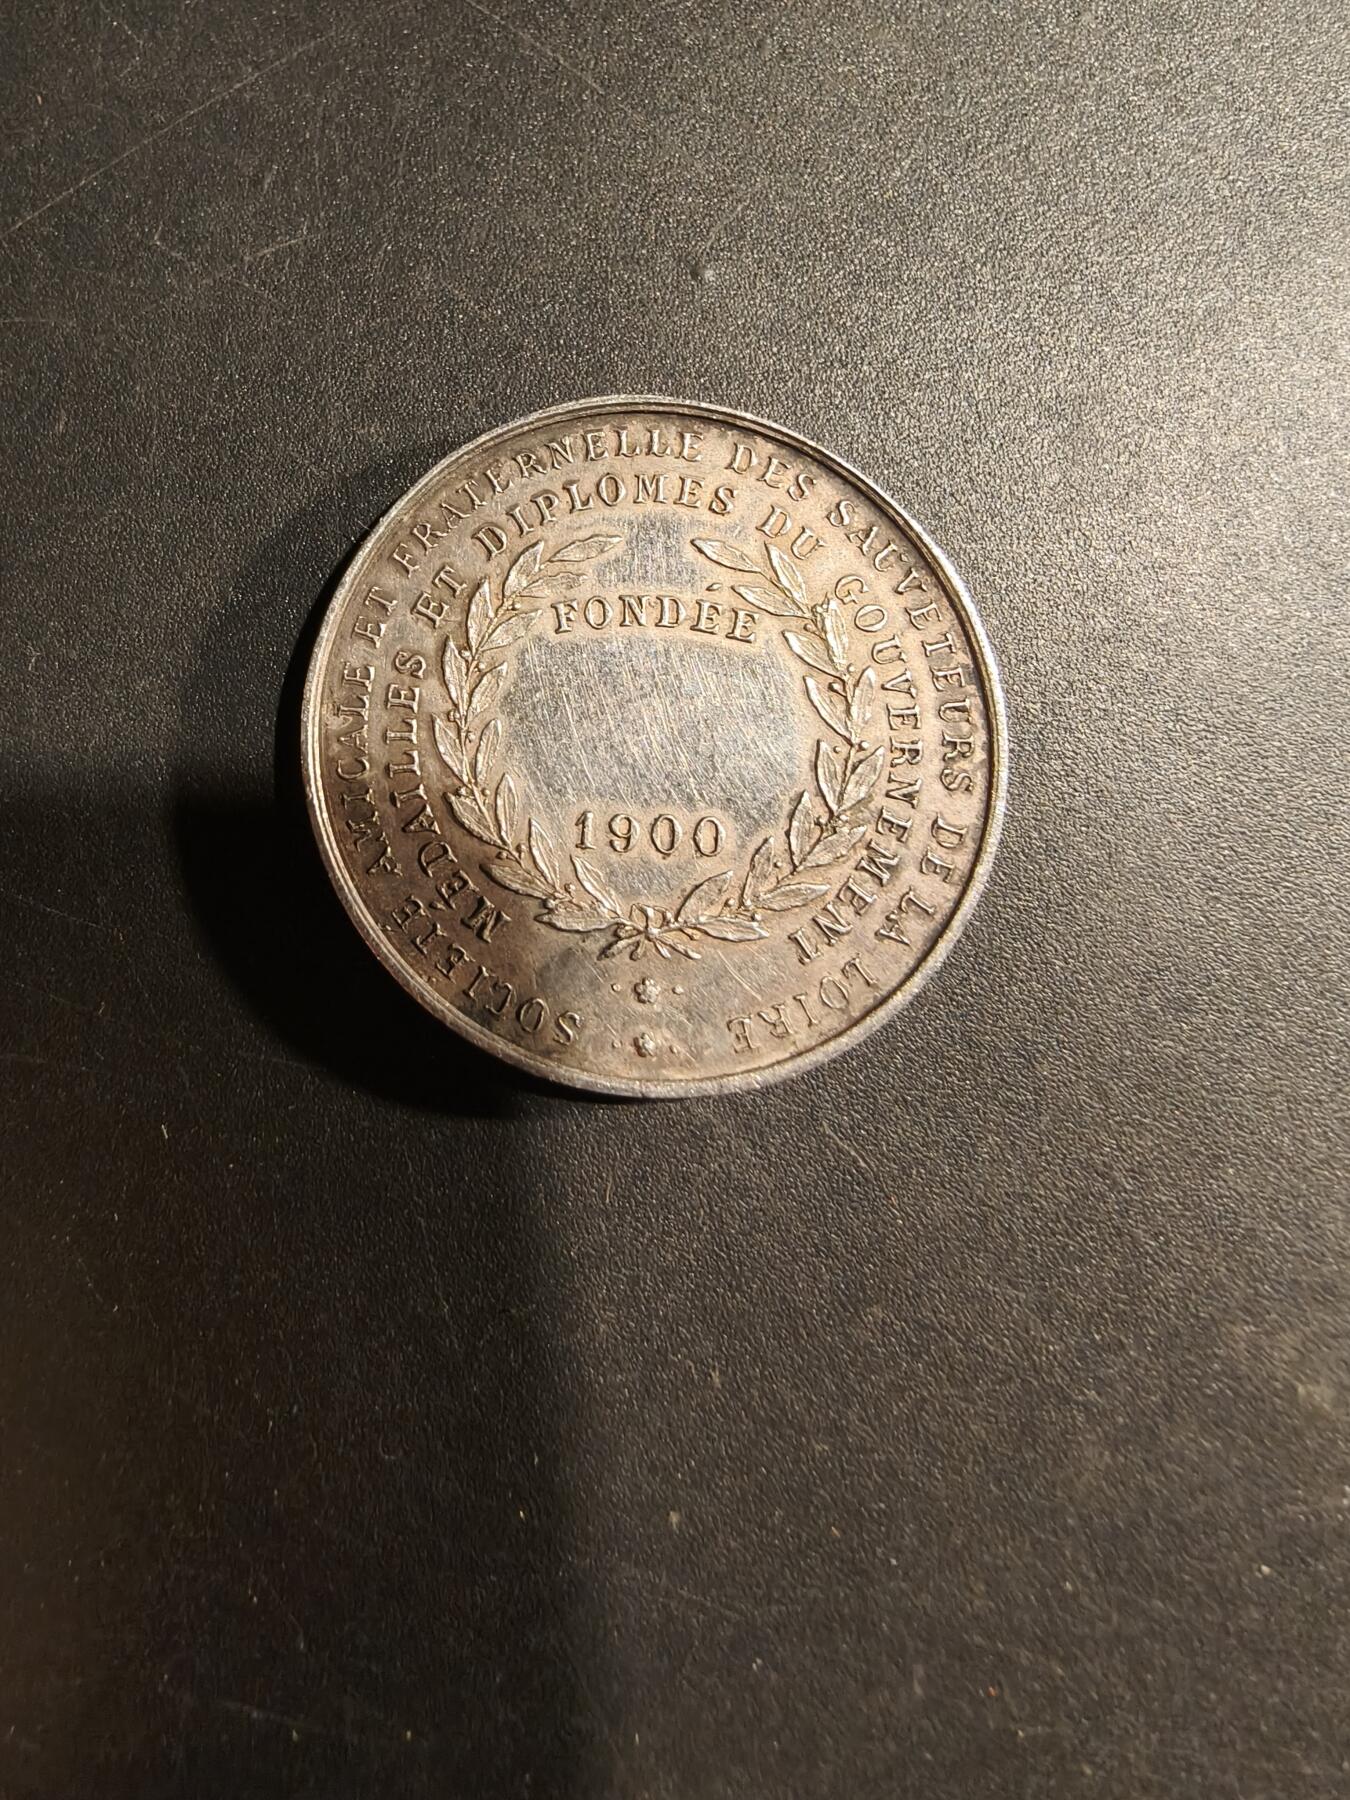 SOCIÉTÉ AMICALE ET FRATERNELLE DES SAUVETEURS DE LA LOIRE
MÉDAILLES ET DIPLOMES DU GOUVERNEMENT
FONDÉE
1900